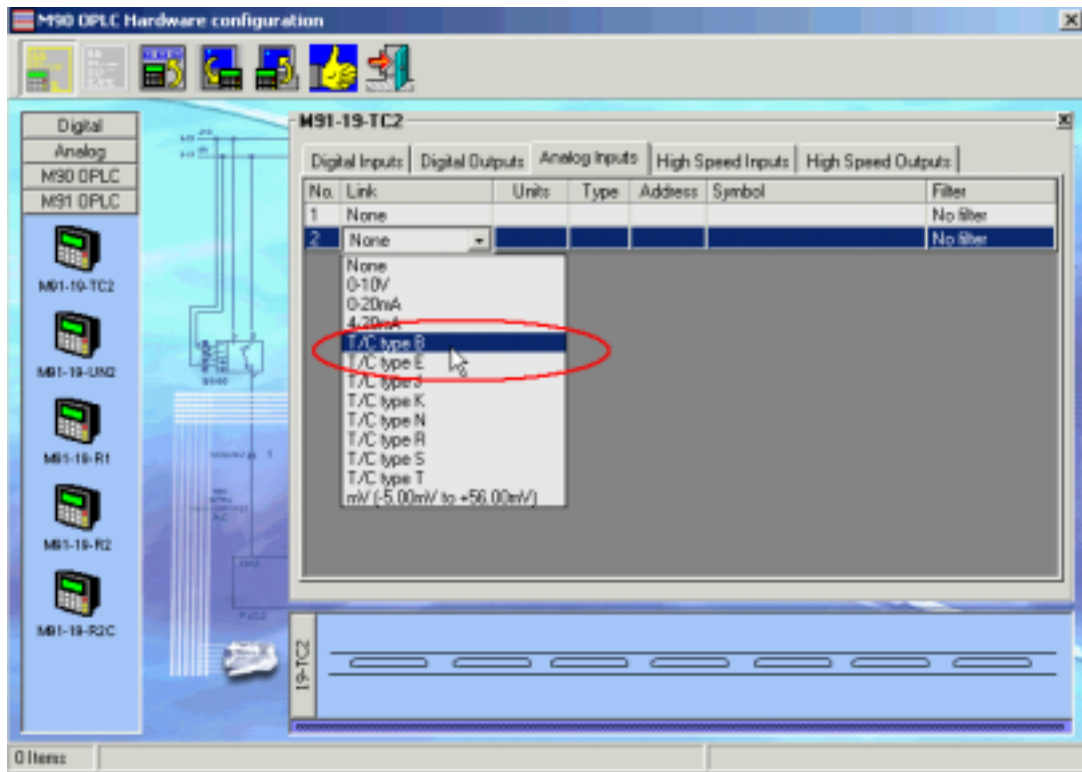 M90 OPLC Hardware configuration
Digital
Analog
M90 OPLC
M91 OPLC
M91-19-TC2
M91-19-UN2
M91-19-R1
M91-19-R2
M91-19-R2C
M91-19-TC2
Digital Inputs Digital Outputs Analog Inputs High Speed Inputs High Speed Outputs
No. Link Units Type Address Symbol Filter
1 None No filter
2 None No filter
None
0-10V
0-20mA
4-20mA
T/C type B
T/C type E
T/C type J
T/C type K
T/C type N
T/C type R
T/C type S
T/C type T
mV (-5.00mV to +56.00mV)
19-TC2
0 Items